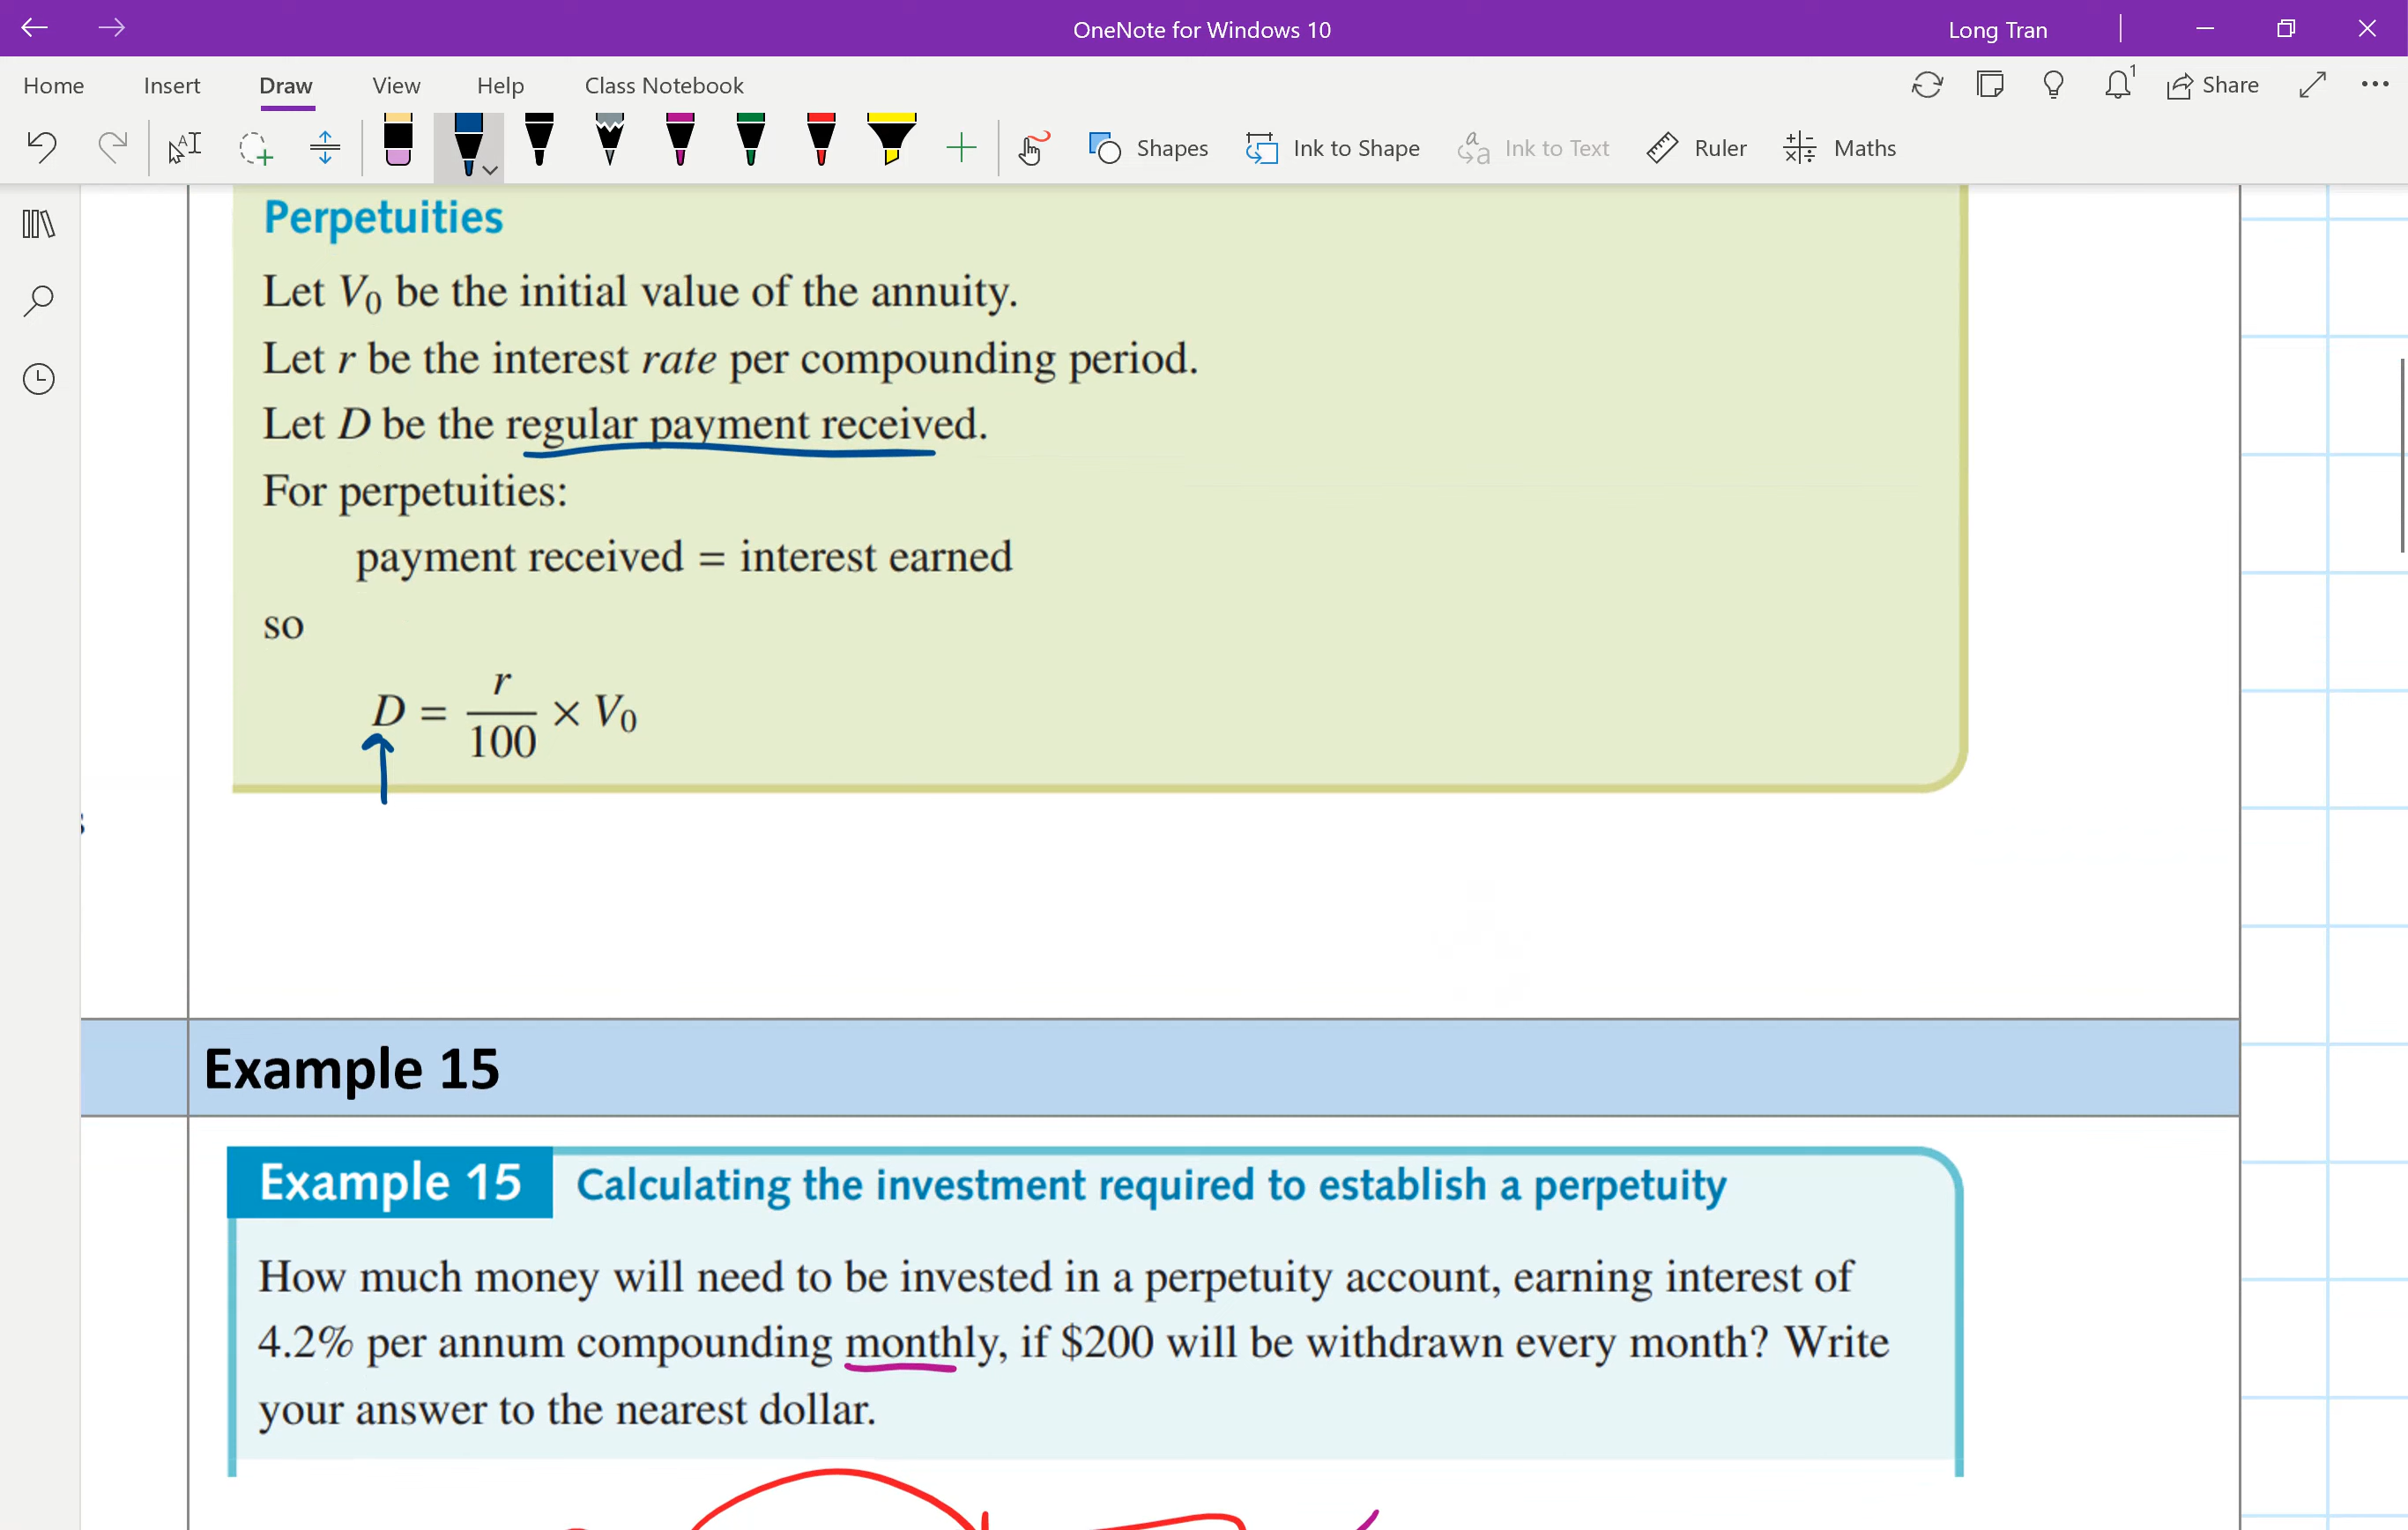 OneNote for Windows 10
Long Tran
Home Insert Draw View Help Class Notebook
1 Share
Shapes Ink to Shape Ink to Text Ruler Maths
Perpetuities
Let V₀ be the initial value of the annuity.
Let r be the interest rate per compounding period.
Let D be the regular payment received.
For perpetuities:
payment received = interest earned
so
D = r/100 × V₀
Example 15
Example 15 Calculating the investment required to establish a perpetuity
How much money will need to be invested in a perpetuity account, earning interest of
4.2% per annum compounding monthly, if $200 will be withdrawn every month? Write
your answer to the nearest dollar.